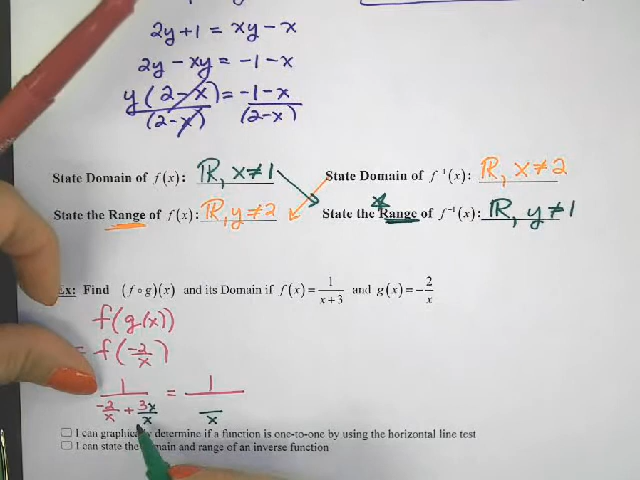 2y+1 = xy-x
2y-xy = -1-x
y(2-x) = -1-x
(2-x) (2-x)
State Domain of f(x): ℝ, x≠1 State Domain of f⁻¹(x): ℝ, x≠2
State the Range of f(x): ℝ, y≠2 State the Range of f⁻¹(x): ℝ, y≠1
Ex: Find (f∘g)(x) and its Domain if f(x) = 1/(x+3) and g(x) = -2/x
f(g(x))
= f(-2/x)
1 = 1
-2/x + 3x/x x
I can graphically determine if a function is one-to-one by using the horizontal line test
I can state the domain and range of an inverse function